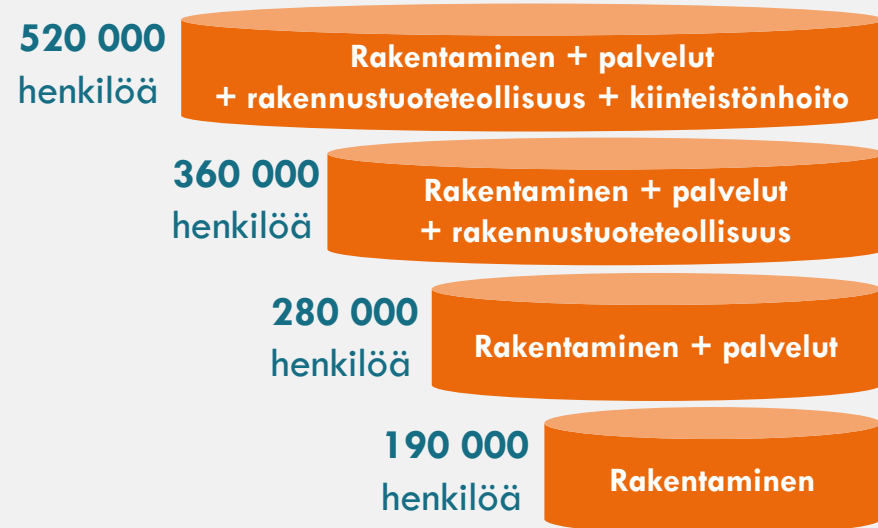 520 000
henkilöä
Rakentaminen + palvelut
+ rakennustuoteteollisuus + kiinteistönhoito
360 000
henkilöä
Rakentaminen + palvelut
+ rakennustuoteteollisuus
280 000
henkilöä
Rakentaminen + palvelut
190 000
henkilöä
Rakentaminen